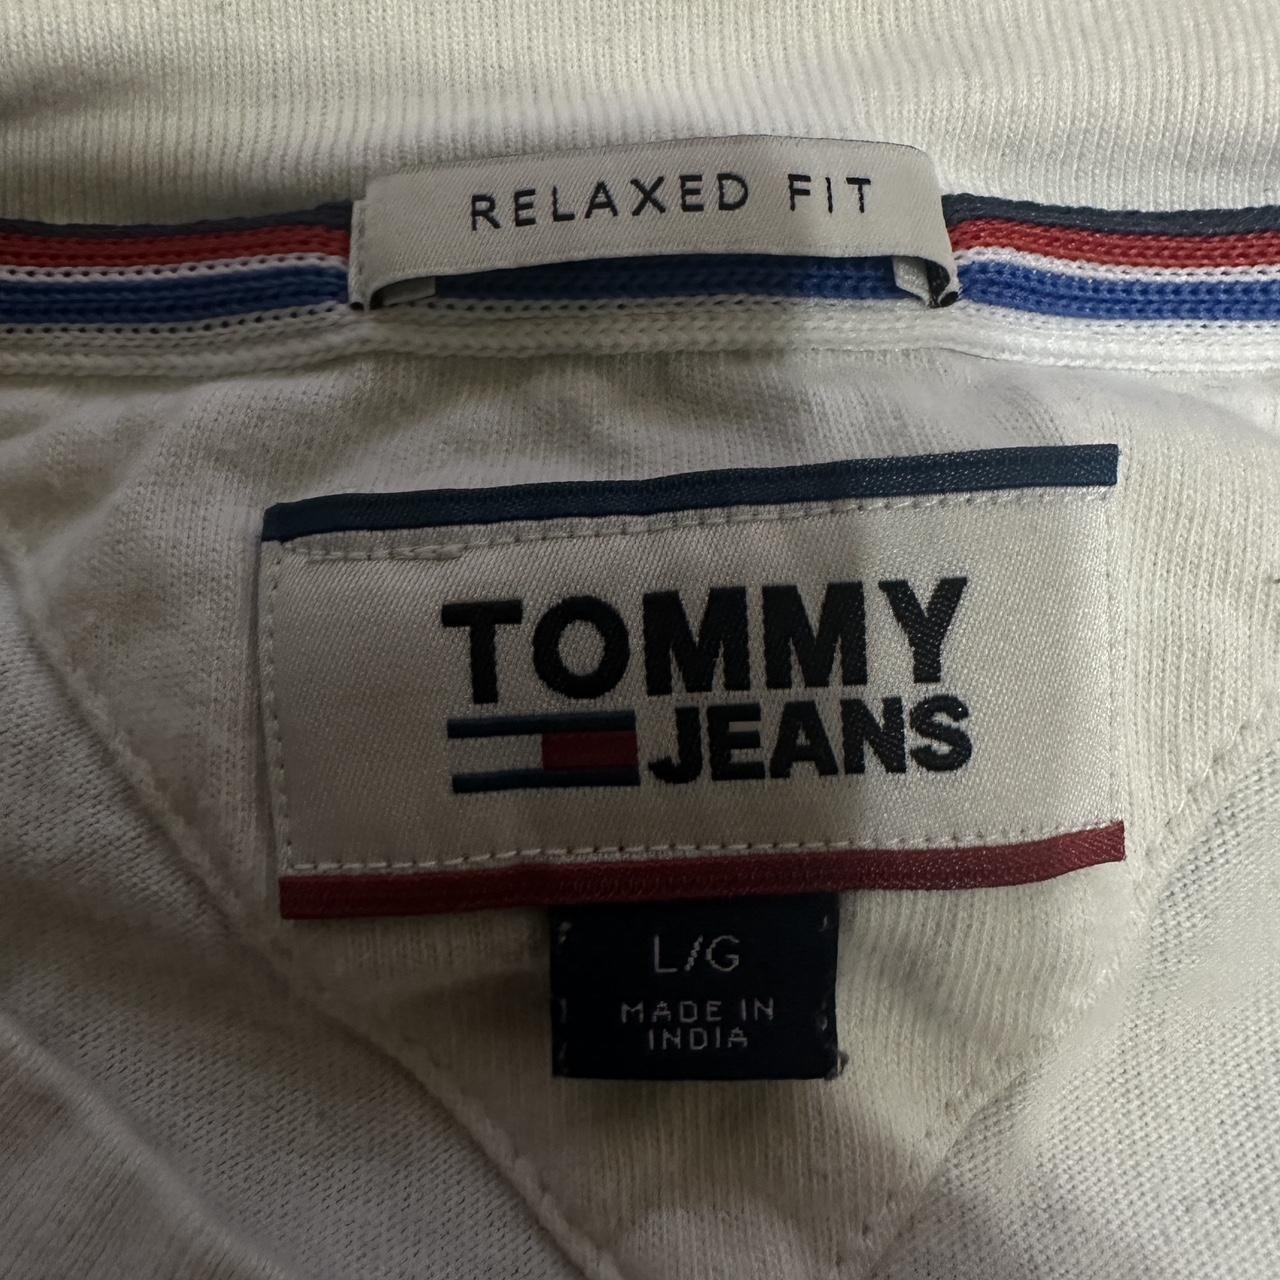 RELAXED FIT
TOMMY
JEANS
L/G
MADE IN
INDIA